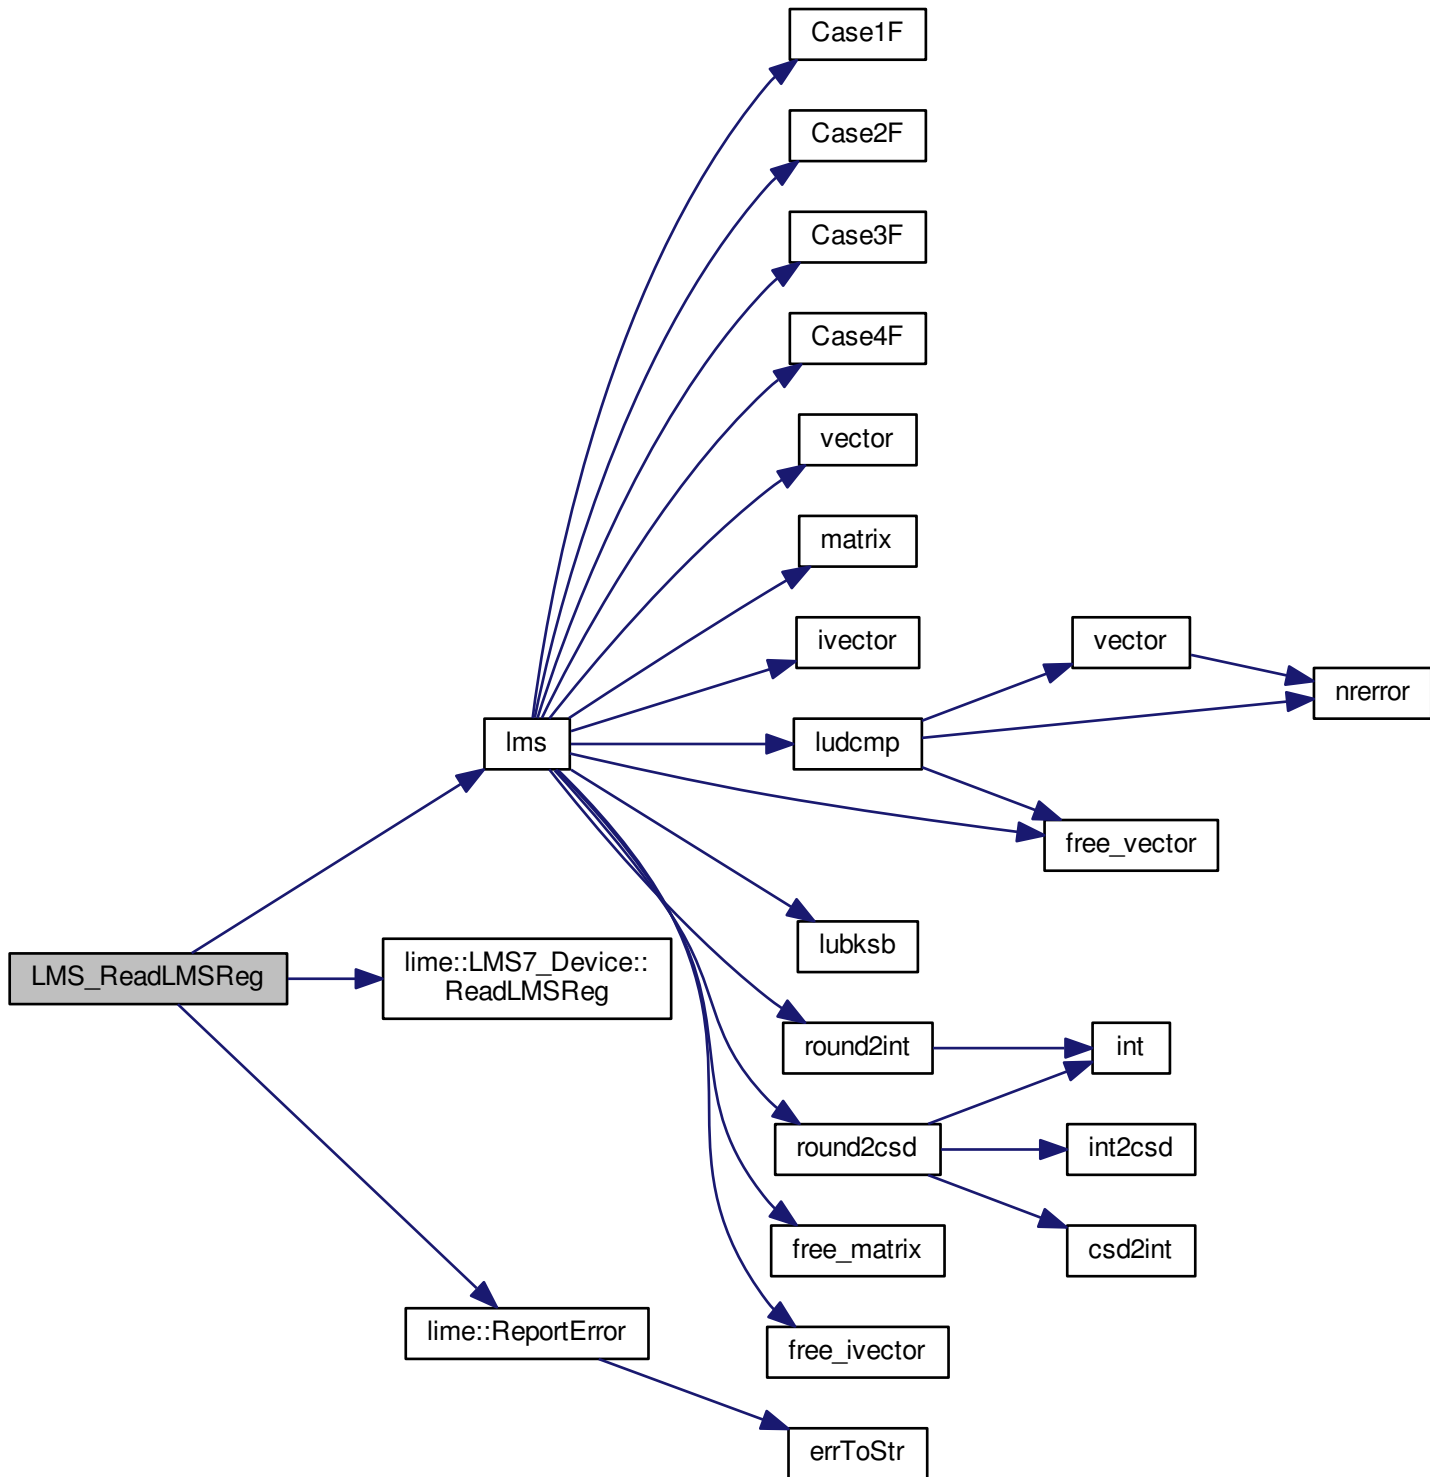 Case1F
Case2F
Case3F
Case4F
vector
matrix
ivector
vector
nrerror
lms
ludcmp
free_vector
lubksb
LMS_ReadLMSReg
lime::LMS7_Device::
ReadLMSReg
round2int
int
round2csd
int2csd
free_matrix
csd2int
lime::ReportError
free_ivector
errToStr